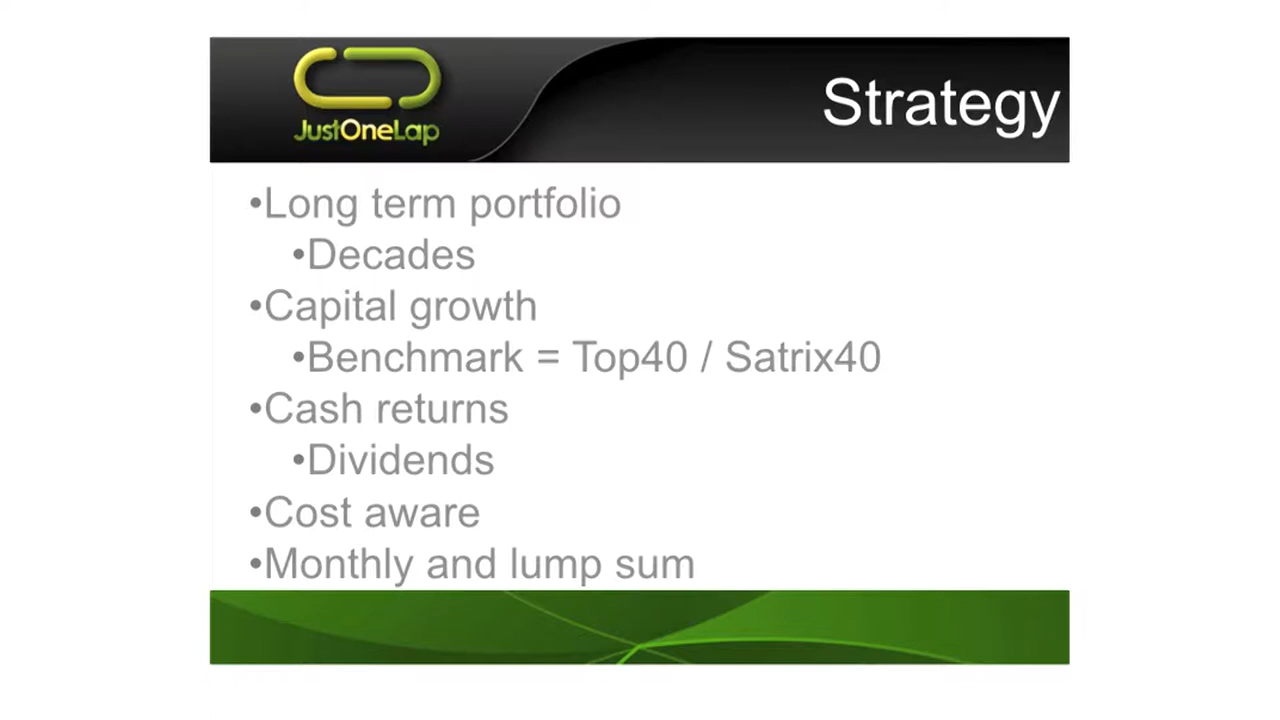 JustOneLap
Strategy
•Long term portfolio
•Decades
•Capital growth
•Benchmark = Top40 / Satrix40
•Cash returns
•Dividends
•Cost aware
•Monthly and lump sum